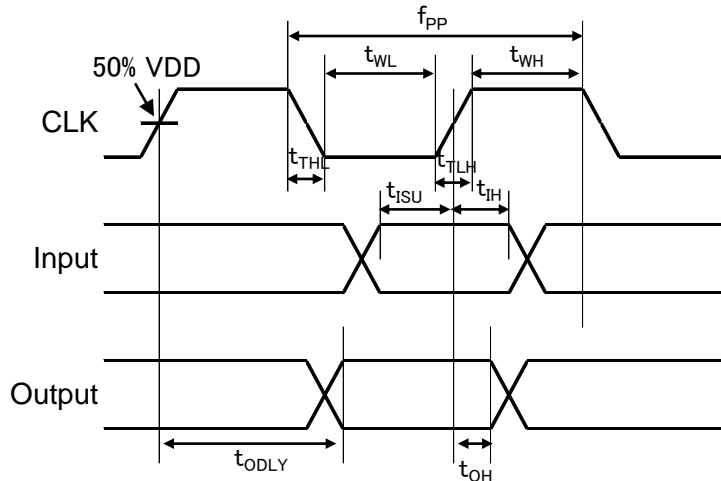 fPP
50% VDD
tWL
tWH
CLK
tTHL
tTLH
tISU
tIH
Input
Output
tODLY
tOH